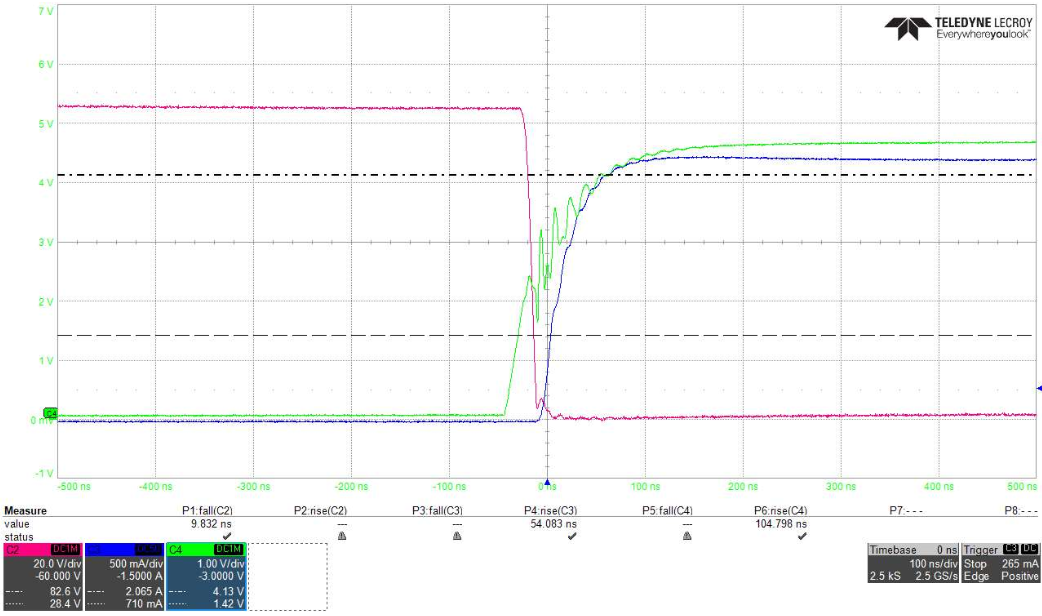 7 V
TELEDYNE LECROY
Everywhereyoulook™
6 V
5 V
4 V
3 V
2 V
1 V
C4
0 mV
-1 V
-500 ns -400 ns -300 ns -200 ns -100 ns 0 ns 100 ns 200 ns 300 ns 400 ns 500 ns
Measure P1:fall(C2) P2:rise(C2) P3:fall(C3) P4:rise(C3) P5:fall(C4) P6:rise(C4) P7:--- P8:---
value 9.832 ns --- --- 54.083 ns --- 104.798 ns
status
C2 DC1M C4 DC1M Timebase 0 ns Trigger C3 DC
20.0 V/div 500 mA/div 1.00 V/div 100 ns/div Stop 265 mA
-60.000 V -1.5000 A -3.0000 V 2.5 kS 2.5 GS/s Edge Positive
82.6 V 2.065 A 4.13 V
28.4 V 710 mA 1.42 V